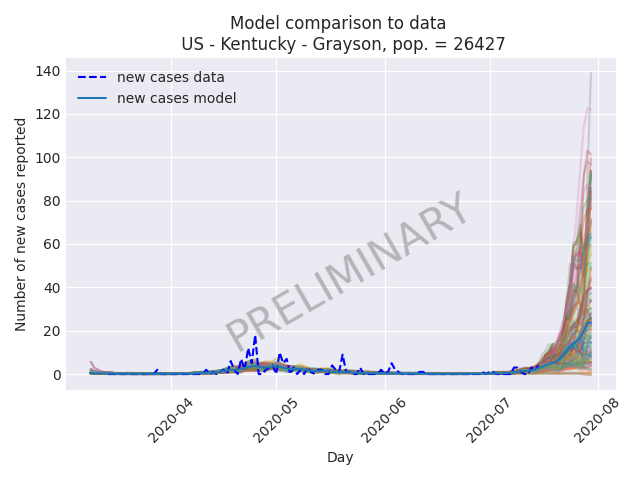 Model comparison to data
US - Kentucky - Grayson, pop. = 26427
new cases data
new cases model
Number of new cases reported
140
120
100
80
60
40
20
0
PRELIMINARY
2020-04
2020-05
2020-06
2020-07
2020-08
Day